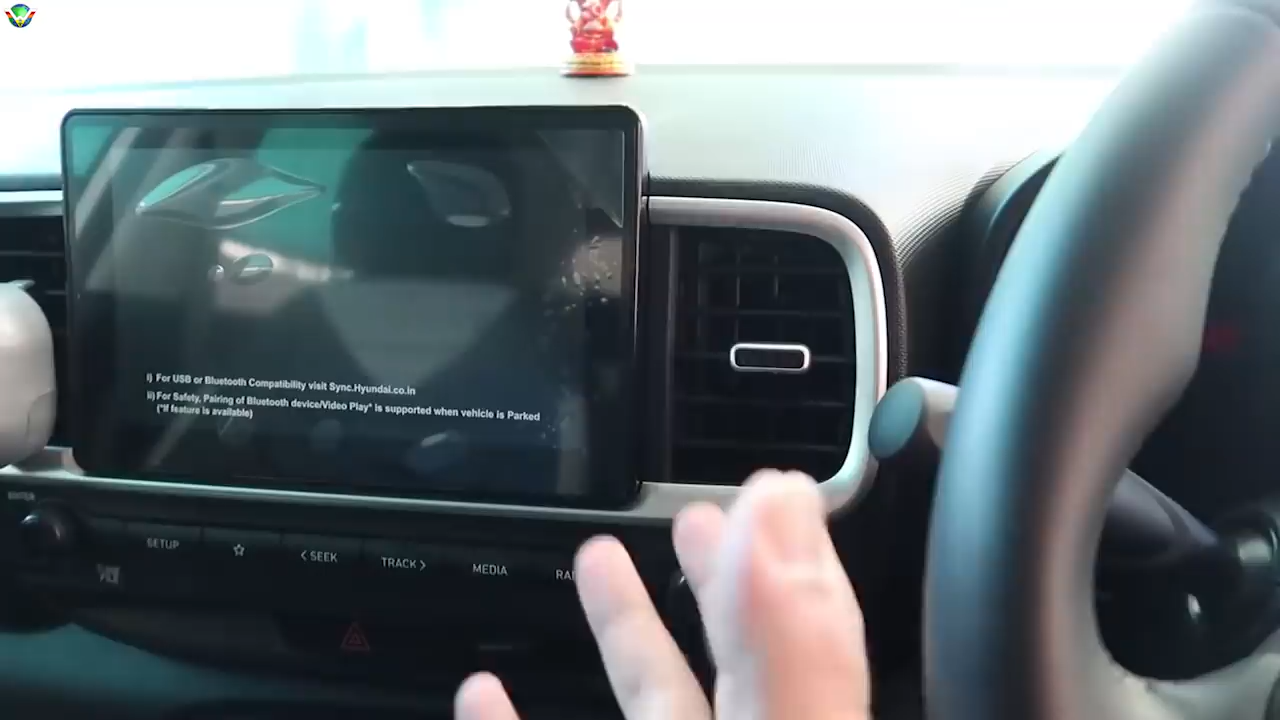 i) For USB or Bluetooth Compatibility visit Sync.Hyundai.co.in
ii) For Safety, Pairing of Bluetooth device/Video Play* is supported when vehicle is Parked
(*If feature is available)
SETUP
☆
< SEEK
TRACK >
MEDIA